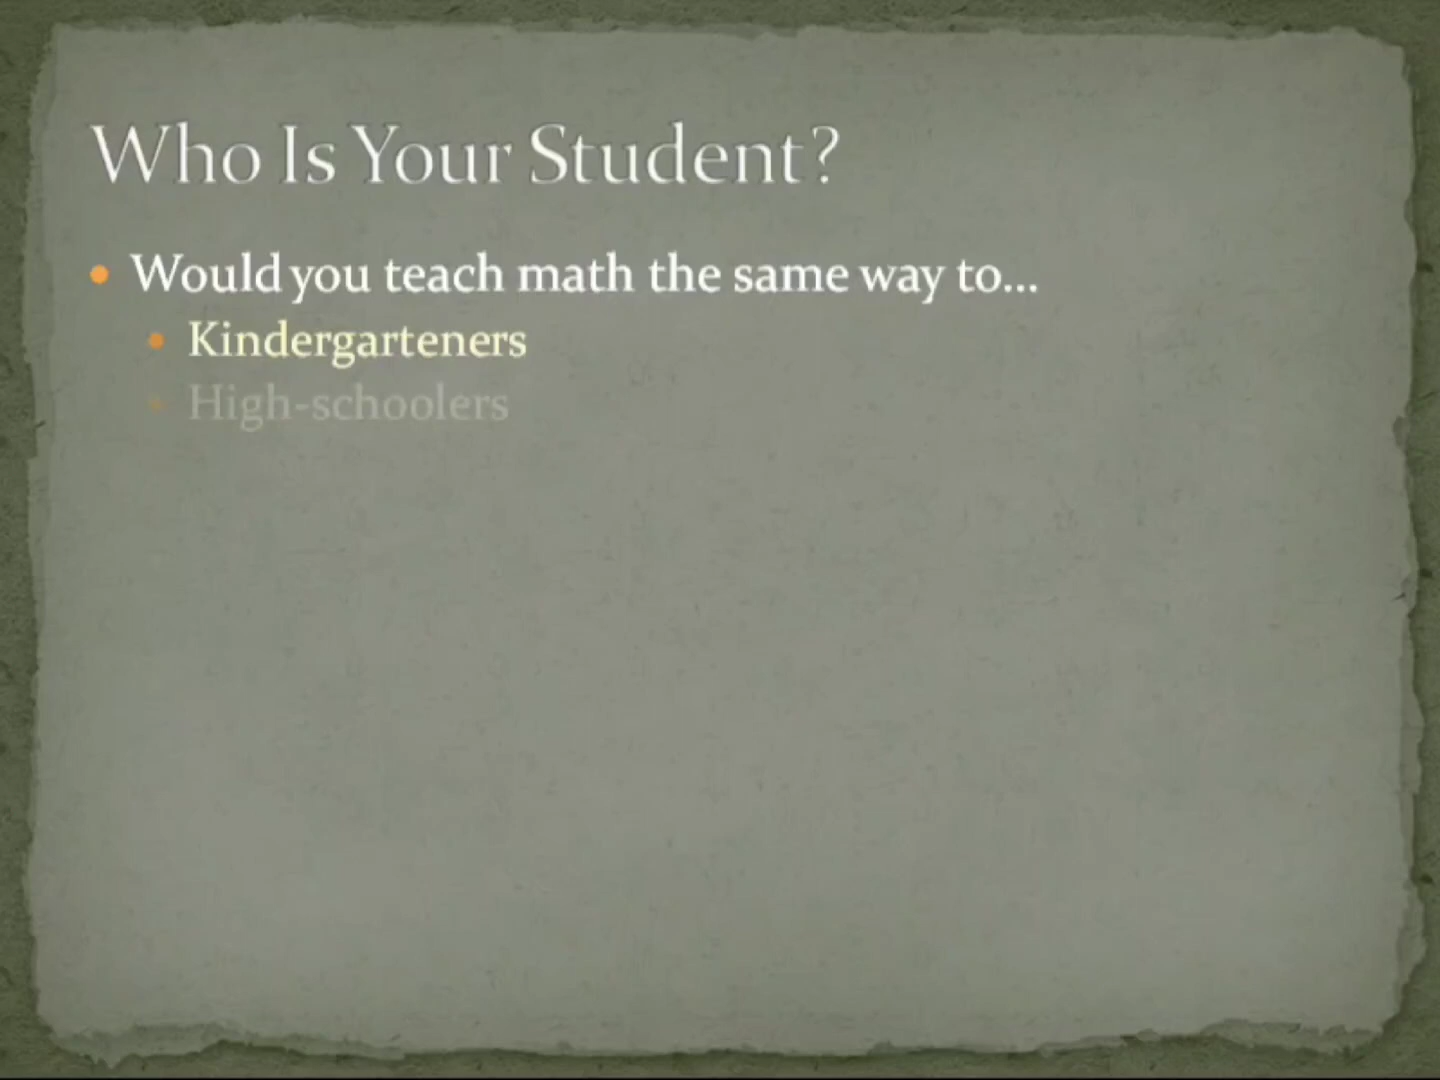 Who Is Your Student?
Would you teach math the same way to...
Kindergarteners
High-schoolers